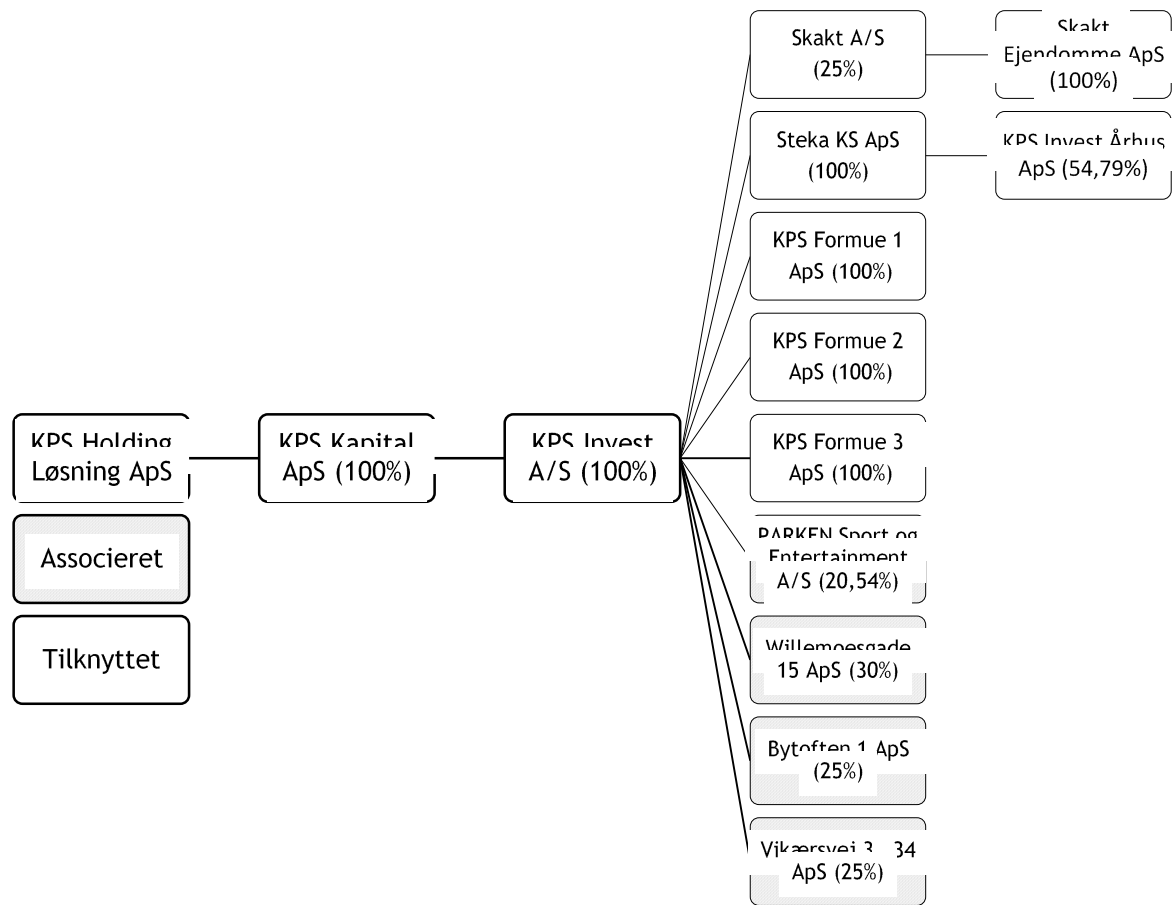 Skakt A/S
(25%)
Skakt
Ejendomme ApS
(100%)
Steka KS ApS
(100%)
KPS Invest Århus
ApS (54,79%)
KPS Formue 1
ApS (100%)
KPS Formue 2
ApS (100%)
KPS Holding
Løsning ApS
KPS Kapital
ApS (100%)
KPS Invest
A/S (100%)
KPS Formue 3
ApS (100%)
Associeret
PARKEN Sport og
Entertainment
A/S (20,54%)
Tilknyttet
Willemoesgade
15 ApS (30%)
Bytoften 1 ApS
(25%)
34
ApS (25%)